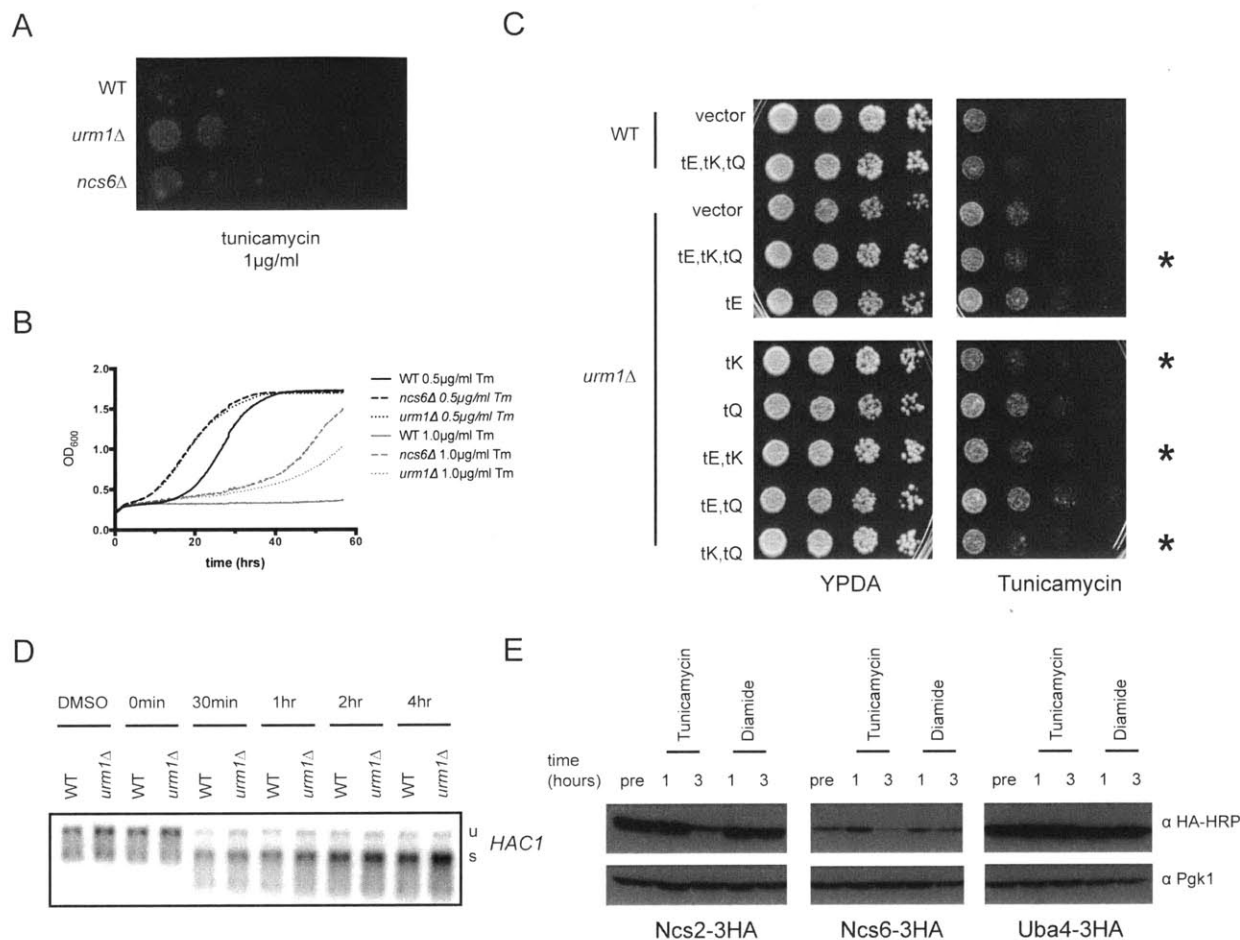 A
WT
urm1Δ
ncs6Δ
tunicamycin
1µg/ml
B
OD600
2.0
1.5
1.0
0.5
0.0
0
20
40
60
time (hrs)
WT 0.5µg/ml Tm
ncs6Δ 0.5µg/ml Tm
urm1Δ 0.5µg/ml Tm
WT 1.0µg/ml Tm
ncs6Δ 1.0µg/ml Tm
urm1Δ 1.0µg/ml Tm
C
WT
vector
tE,tK,tQ
urm1Δ
vector
tE,tK,tQ *
tE
tK *
tQ
tE,tK *
tE,tQ
tK,tQ *
YPDA
Tunicamycin
D
DMSO 0min 30min 1hr 2hr 4hr
WT urm1Δ WT urm1Δ WT urm1Δ WT urm1Δ WT urm1Δ WT urm1Δ
u
s
HAC1
E
Tunicamycin Diamide Tunicamycin Diamide Tunicamycin Diamide
time
(hours) pre 1 3 1 3 pre 1 3 1 3 pre 1 3 1 3
α HA-HRP
α Pgk1
Ncs2-3HA Ncs6-3HA Uba4-3HA